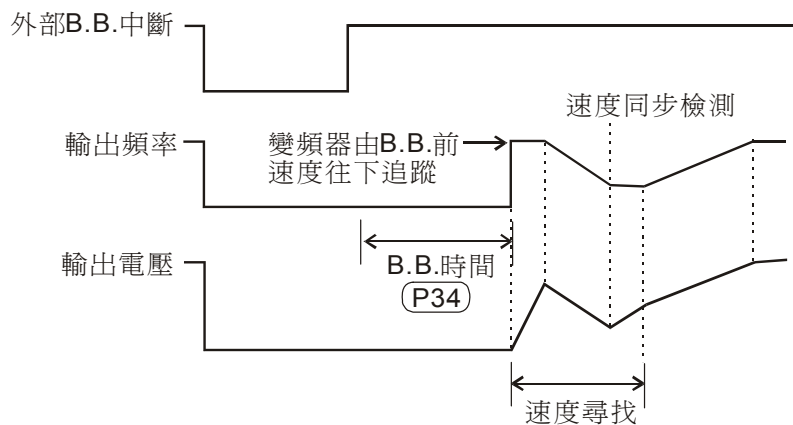 外部B.B.中斷
速度同步檢測
輸出頻率
變頻器由B.B.前
速度往下追蹤
輸出電壓
B.B.時間
P34
速度尋找